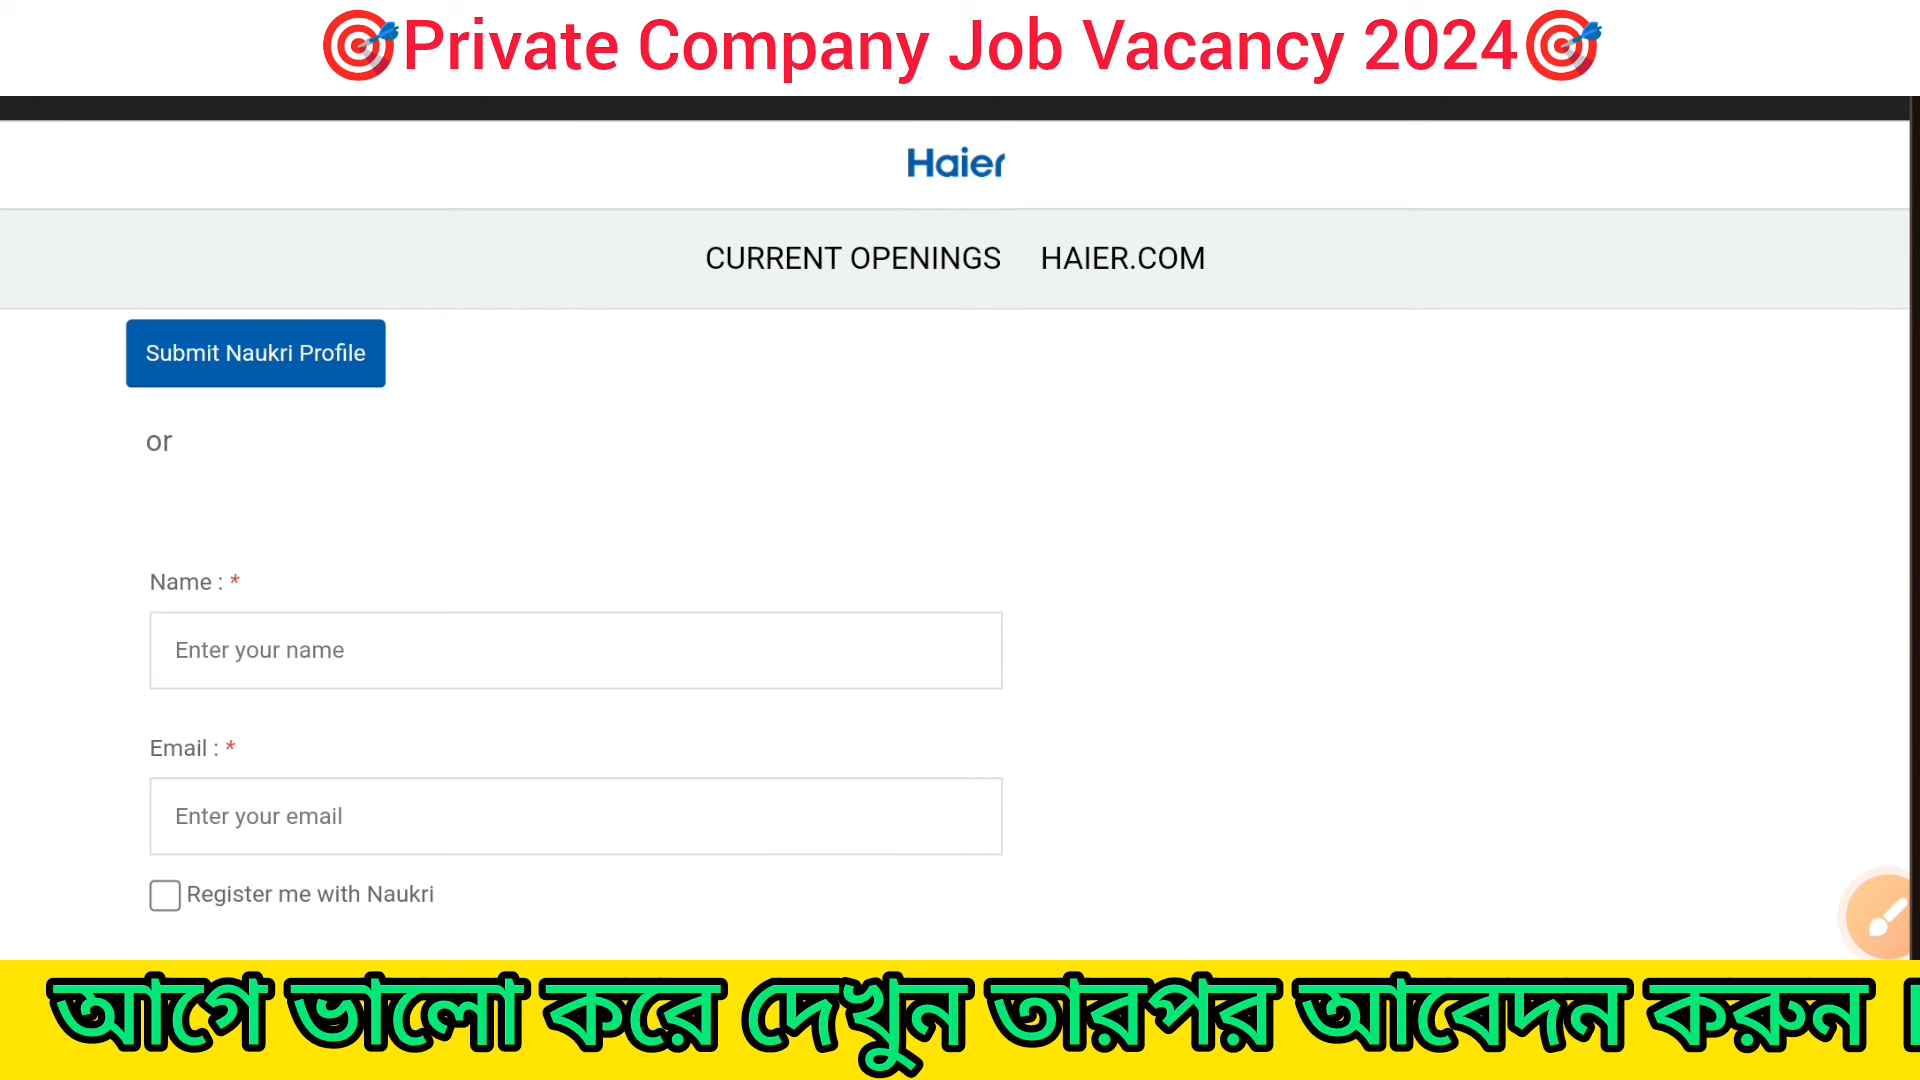 🎯Private Company Job Vacancy 2024🎯
Haier
CURRENT OPENINGS HAIER.COM
Submit Naukri Profile
or
Name : *
Enter your name
Email : *
Enter your email
Register me with Naukri
আগে ভালো করে দেখুন তারপর আবেদন করুন ।